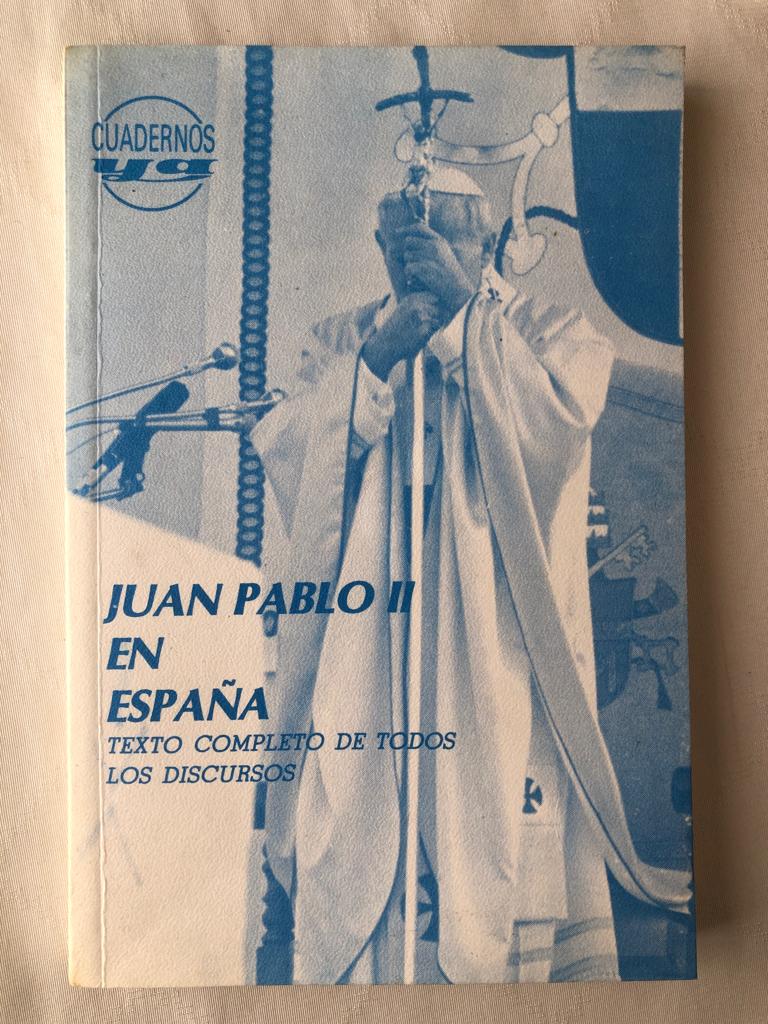 CUADERNOS
ya
JUAN PABLO II
EN
ESPAÑA
TEXTO COMPLETO DE TODOS
LOS DISCURSOS